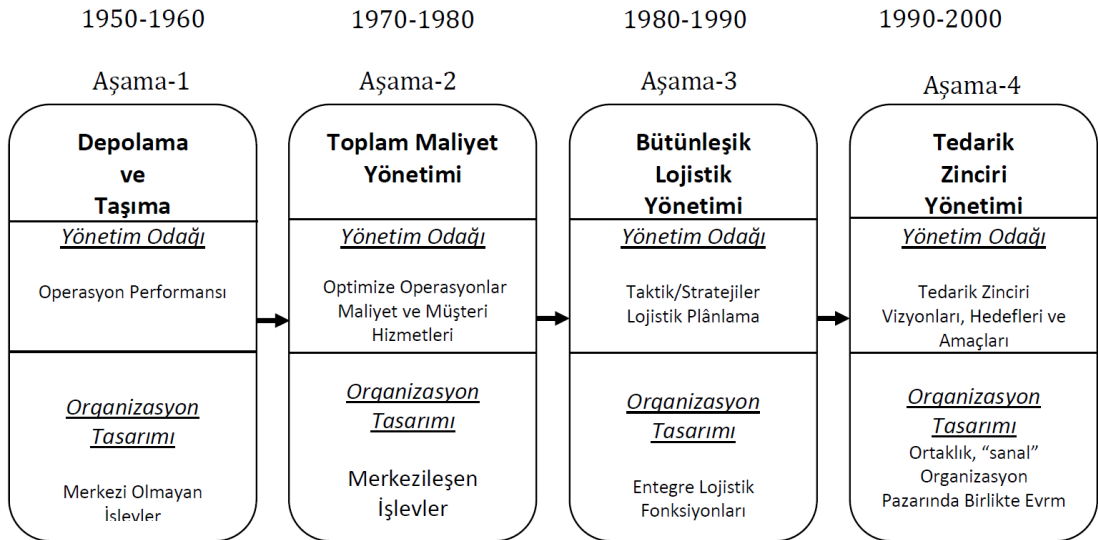 1950-1960
1970-1980
1980-1990
1990-2000
Aşama-1
Aşama-2
Aşama-3
Aşama-4
Depolama
ve
Taşıma
Yönetim Odağı
Operasyon Performansı
Organizasyon
Tasarımı
Merkezi Olmayan
İşlevler
Toplam Maliyet
Yönetimi
Yönetim Odağı
Optimize Operasyonlar
Maliyet ve Müşteri
Hizmetleri
Organizasyon
Tasarımı
Merkezileşen
İşlevler
Bütünleşik
Lojistik
Yönetimi
Yönetim Odağı
Taktik/Stratejiler
Lojistik Plânlama
Organizasyon
Tasarımı
Entegre Lojistik
Fonksiyonları
Tedarik
Zinciri
Yönetimi
Yönetim Odağı
Tedarik Zinciri
Vizyonları, Hedefleri ve
Amaçları
Organizasyon
Tasarımı
Ortaklık, “sanal”
Organizasyon
Pazarında Birlikte Evrm